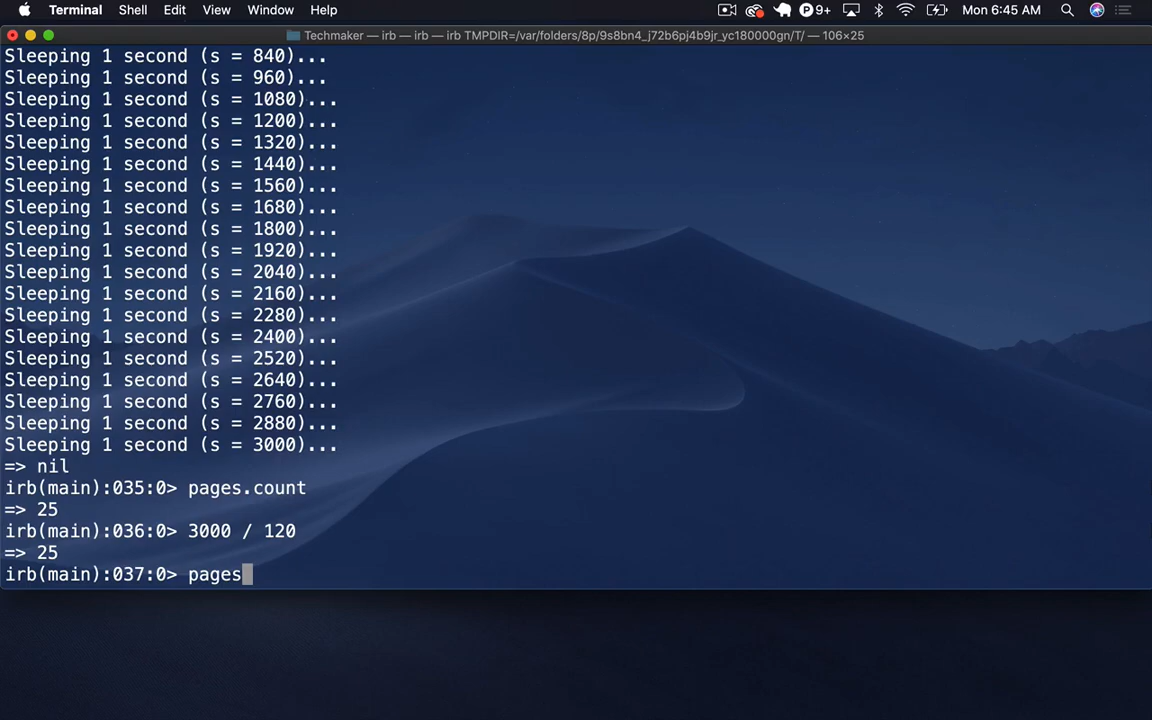 Terminal Shell Edit View Window Help 9+ Mon 6:45 AM
Techmaker — irb — irb — irb TMPDIR=/var/folders/8p/9s8bn4_j72b6pj4b9jr_yc180000gn/T/ — 106×25
Sleeping 1 second (s = 840)...
Sleeping 1 second (s = 960)...
Sleeping 1 second (s = 1080)...
Sleeping 1 second (s = 1200)...
Sleeping 1 second (s = 1320)...
Sleeping 1 second (s = 1440)...
Sleeping 1 second (s = 1560)...
Sleeping 1 second (s = 1680)...
Sleeping 1 second (s = 1800)...
Sleeping 1 second (s = 1920)...
Sleeping 1 second (s = 2040)...
Sleeping 1 second (s = 2160)...
Sleeping 1 second (s = 2280)...
Sleeping 1 second (s = 2400)...
Sleeping 1 second (s = 2520)...
Sleeping 1 second (s = 2640)...
Sleeping 1 second (s = 2760)...
Sleeping 1 second (s = 2880)...
Sleeping 1 second (s = 3000)...
=> nil
irb(main):035:0> pages.count
=> 25
irb(main):036:0> 3000 / 120
=> 25
irb(main):037:0> pages